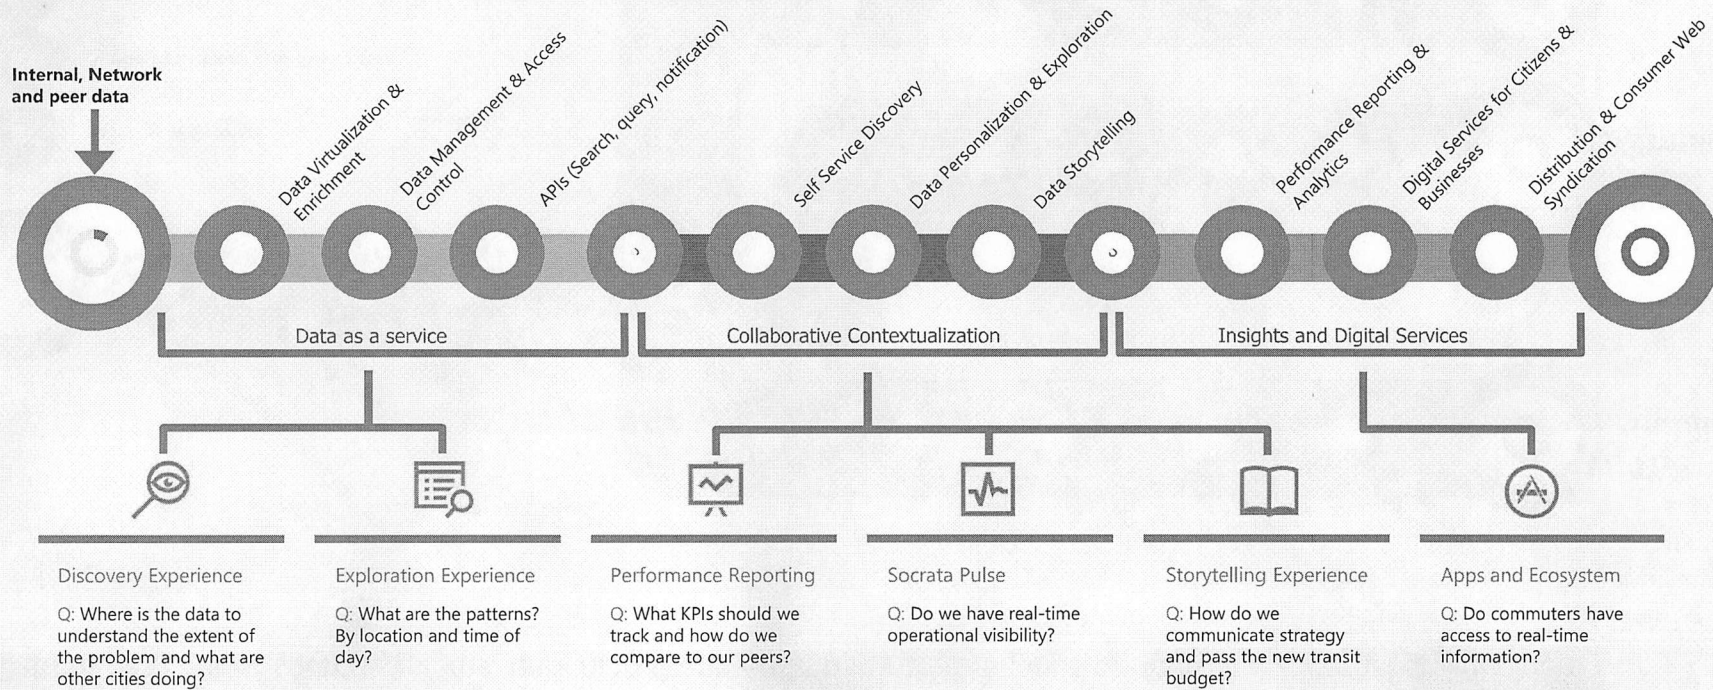 Internal, Network
and peer data
Data Virtualization &
Enrichment
Data Management & Access
Control
APIs (Search, query, notification)
Self Service Discovery
Data Personalization & Exploration
Data Storytelling
Performance Reporting &
Analytics
Digital Services for Citizens &
Businesses
Distribution & Consumer Web
Syndication
Data as a service
Collaborative Contextualization
Insights and Digital Services
Discovery Experience
Q: Where is the data to
understand the extent of
the problem and what are
other cities doing?
Exploration Experience
Q: What are the patterns?
By location and time of
day?
Performance Reporting
Q: What KPIs should we
track and how do we
compare to our peers?
Socrata Pulse
Q: Do we have real-time
operational visibility?
Storytelling Experience
Q: How do we
communicate strategy
and pass the new transit
budget?
Apps and Ecosystem
Q: Do commuters have
access to real-time
information?